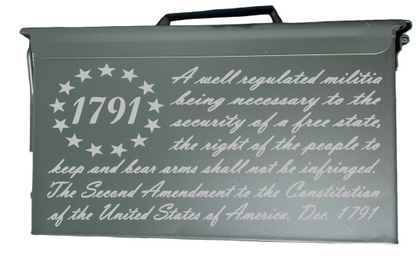 1791
A well regulated militia
being necessary to the
security of a free state,
the right of the people to
keep and bear arms shall not be infringed.
The Second Amendment to the Constitution
of the United States of America. Dec. 1791